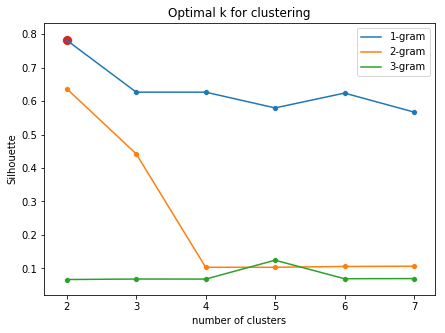 Optimal k for clustering
1-gram
2-gram
3-gram
Silhouette
0.8
0.7
0.6
0.5
0.4
0.3
0.2
0.1
2 3 4 5 6 7
number of clusters